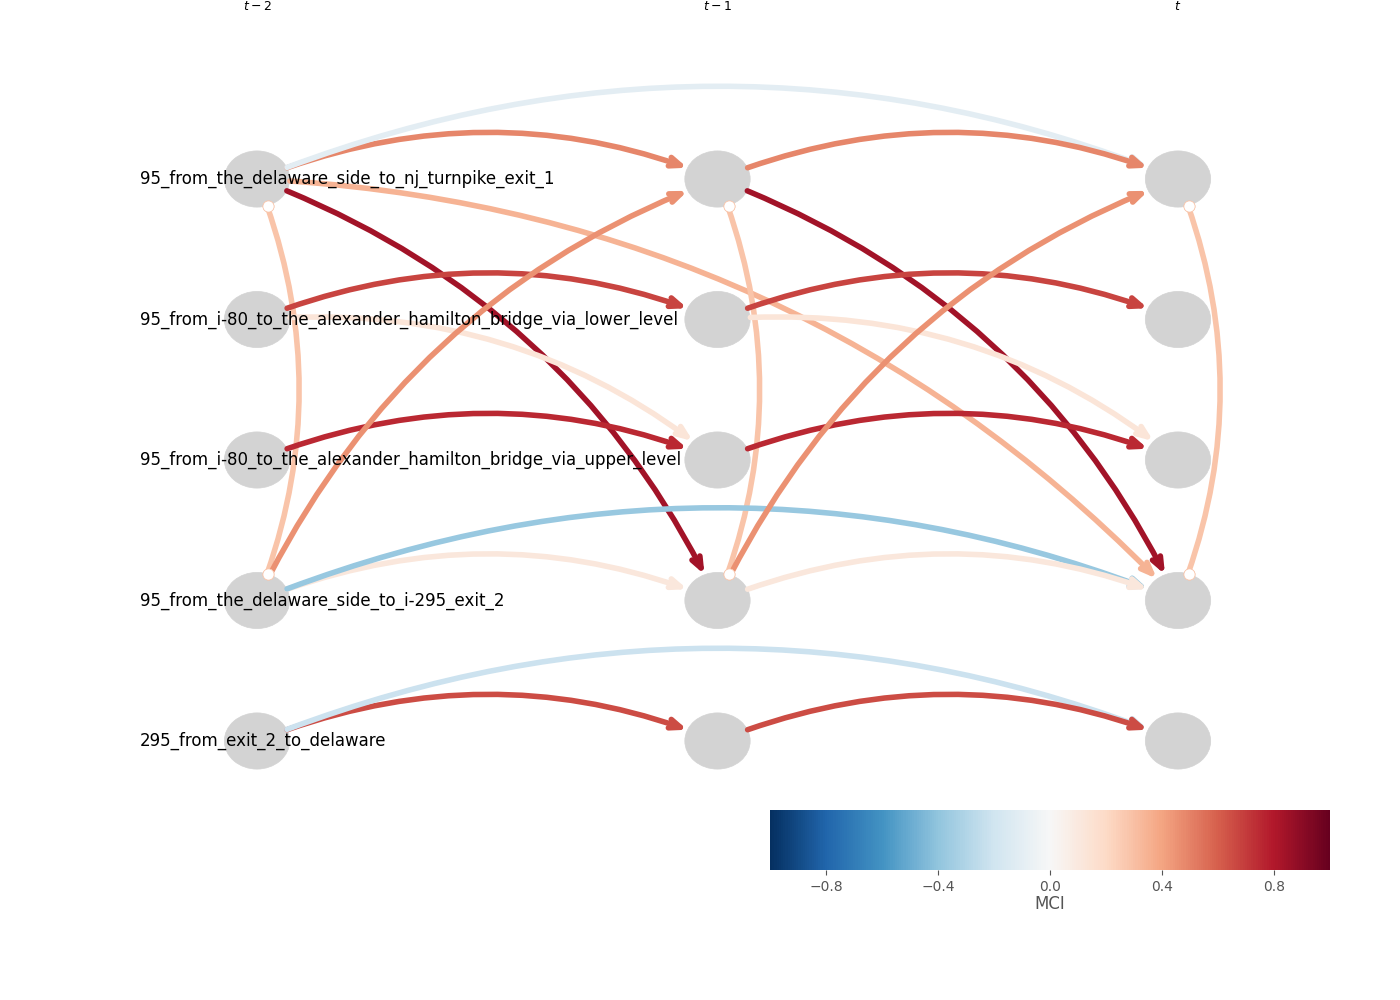 t − 2 t − 1 t
95_from_the_delaware_side_to_nj_turnpike_exit_1
95_from_i-80_to_the_alexander_hamilton_bridge_via_lower_level
95_from_i-80_to_the_alexander_hamilton_bridge_via_upper_level
95_from_the_delaware_side_to_i-295_exit_2
295_from_exit_2_to_delaware
−0.8 −0.4 0.0 0.4 0.8
MCI